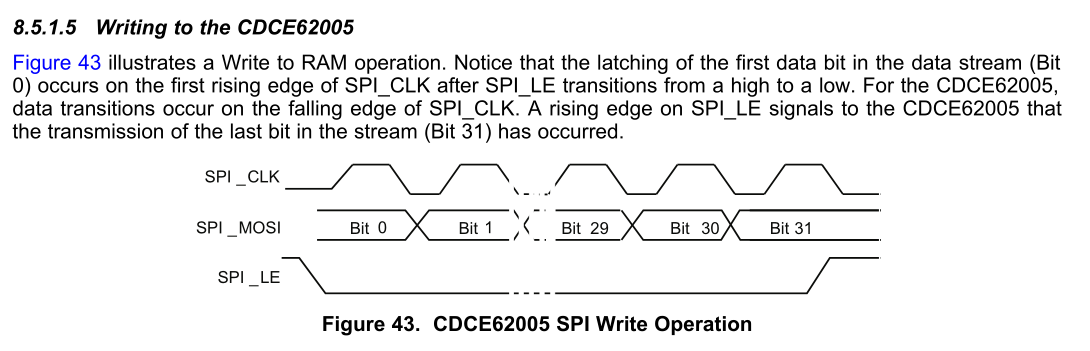 8.5.1.5 Writing to the CDCE62005
Figure 43 illustrates a Write to RAM operation. Notice that the latching of the first data bit in the data stream (Bit
0) occurs on the first rising edge of SPI_CLK after SPI_LE transitions from a high to a low. For the CDCE62005,
data transitions occur on the falling edge of SPI_CLK. A rising edge on SPI_LE signals to the CDCE62005 that
the transmission of the last bit in the stream (Bit 31) has occurred.
SPI _CLK
SPI _MOSI Bit 0 Bit 1 Bit 29 Bit 30 Bit 31
SPI _LE
Figure 43. CDCE62005 SPI Write Operation